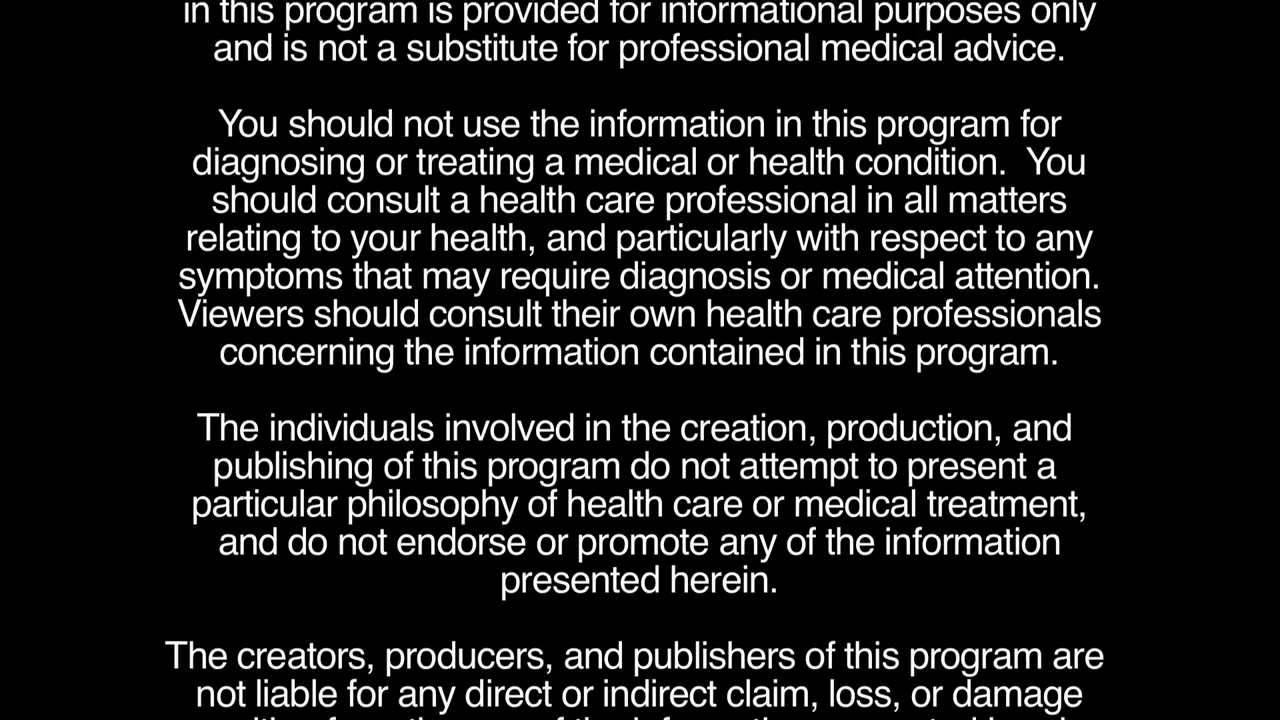 in this program is provided for informational purposes only
and is not a substitute for professional medical advice.
You should not use the information in this program for
diagnosing or treating a medical or health condition.  You
should consult a health care professional in all matters
relating to your health, and particularly with respect to any
symptoms that may require diagnosis or medical attention.
Viewers should consult their own health care professionals
concerning the information contained in this program.
The individuals involved in the creation, production, and
publishing of this program do not attempt to present a
particular philosophy of health care or medical treatment,
and do not endorse or promote any of the information
presented herein.
The creators, producers, and publishers of this program are
not liable for any direct or indirect claim, loss, or damage